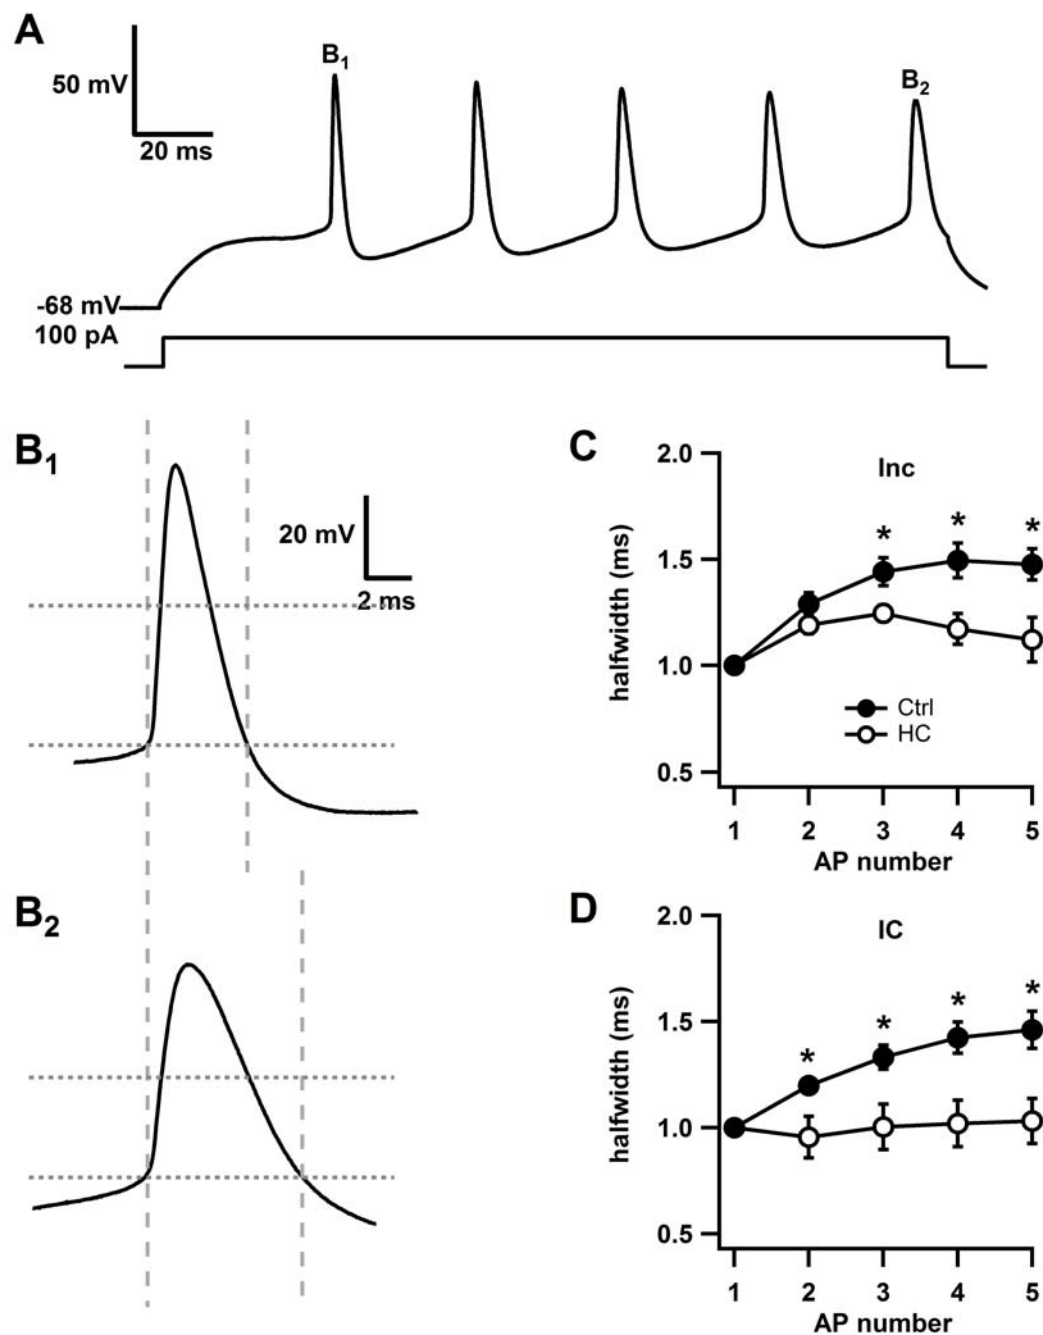 A
50 mV
20 ms
B1
B2
-68 mV
100 pA
B1
20 mV
2 ms
B2
C
Inc
halfwidth (ms)
2.0
1.5
1.0
0.5
* * *
Ctrl
HC
1 2 3 4 5
AP number
D
IC
halfwidth (ms)
2.0
1.5
1.0
0.5
* * * *
1 2 3 4 5
AP number